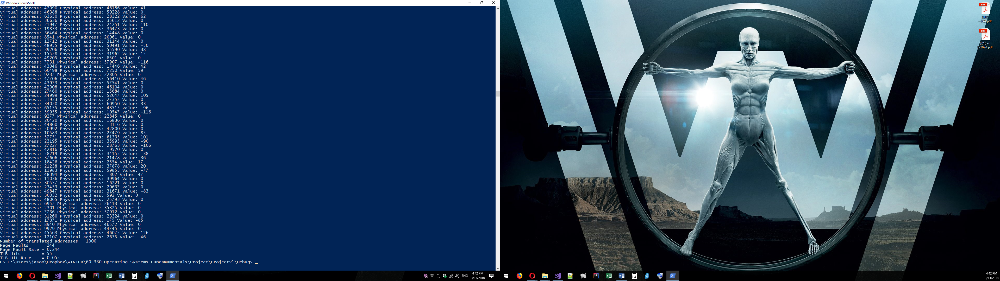 Windows PowerShell
Virtual address: 42090 Physical address: 46186 Value: 41
Virtual address: 46388 Physical address: 50228 Value: 0
Virtual address: 63650 Physical address: 28322 Value: 62
Virtual address: 36636 Physical address: 35612 Value: 0
Virtual address: 21947 Physical address: 24251 Value: 110
Virtual address: 19833 Physical address: 36473 Value: 0
Virtual address: 36464 Physical address: 14448 Value: 0
Virtual address: 8541 Physical address: 20061 Value: 0
Virtual address: 12712 Physical address: 31144 Value: 0
Virtual address: 48955 Physical address: 50491 Value: -50
Virtual address: 39206 Physical address: 55590 Value: 38
Virtual address: 15578 Physical address: 31962 Value: 15
Virtual address: 49205 Physical address: 8501 Value: 0
Virtual address: 7731 Physical address: 57907 Value: -116
Virtual address: 43046 Physical address: 17446 Value: 42
Virtual address: 60498 Physical address: 7250 Value: 59
Virtual address: 9237 Physical address: 22805 Value: 0
Virtual address: 47706 Physical address: 56410 Value: 46
Virtual address: 43973 Physical address: 57541 Value: 0
Virtual address: 42008 Physical address: 46104 Value: 0
Virtual address: 27460 Physical address: 15684 Value: 0
Virtual address: 24999 Physical address: 52647 Value: 105
Virtual address: 51933 Physical address: 27357 Value: 0
Virtual address: 34070 Physical address: 60950 Value: 33
Virtual address: 65155 Physical address: 48515 Value: -96
Virtual address: 59955 Physical address: 10547 Value: -116
Virtual address: 9277 Physical address: 22845 Value: 0
Virtual address: 20420 Physical address: 16836 Value: 0
Virtual address: 44860 Physical address: 13116 Value: 0
Virtual address: 50992 Physical address: 42800 Value: 0
Virtual address: 10583 Physical address: 27479 Value: 85
Virtual address: 57751 Physical address: 61335 Value: 101
Virtual address: 23195 Physical address: 35995 Value: -90
Virtual address: 27227 Physical address: 28763 Value: -106
Virtual address: 42816 Physical address: 19520 Value: 0
Virtual address: 58219 Physical address: 34155 Value: -38
Virtual address: 37606 Physical address: 21478 Value: 36
Virtual address: 18426 Physical address: 2554 Value: 17
Virtual address: 21238 Physical address: 37878 Value: 20
Virtual address: 11983 Physical address: 59855 Value: -77
Virtual address: 48394 Physical address: 1802 Value: 47
Virtual address: 11036 Physical address: 39964 Value: 0
Virtual address: 30557 Physical address: 16221 Value: 0
Virtual address: 23453 Physical address: 20637 Value: 0
Virtual address: 49847 Physical address: 31671 Value: -83
Virtual address: 30032 Physical address: 592 Value: 0
Virtual address: 48065 Physical address: 25793 Value: 0
Virtual address: 6957 Physical address: 26413 Value: 0
Virtual address: 2301 Physical address: 35325 Value: 0
Virtual address: 7736 Physical address: 57912 Value: 0
Virtual address: 31260 Physical address: 23324 Value: 0
Virtual address: 17071 Physical address: 175 Value: -85
Virtual address: 8940 Physical address: 46572 Value: 0
Virtual address: 9929 Physical address: 44745 Value: 0
Virtual address: 45563 Physical address: 46075 Value: 126
Virtual address: 12107 Physical address: 2635 Value: -46
Number of translated addresses = 1000
Page Faults = 244
Page Fault Rate = 0.244
TLB Hits = 55
TLB Hit Rate = 0.055
PS C:\Users\jason\Dropbox\WINTER\60-330 Operating Systems Fundamamentals\Project\ProjectV1\Debug>
ENG
4:42 PM
3/13/2018
PDF
PDF
2016 --
T2202A.pdf
4:42 PM
3/13/2018